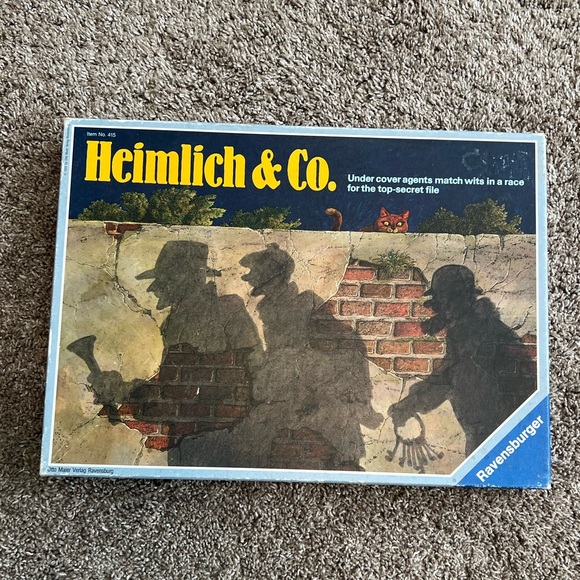 Item No. 415
Heimlich & Co.
Under cover agents match wits in a race
for the top-secret file
Otto Maier Verlag Ravensburg
Ravensburger